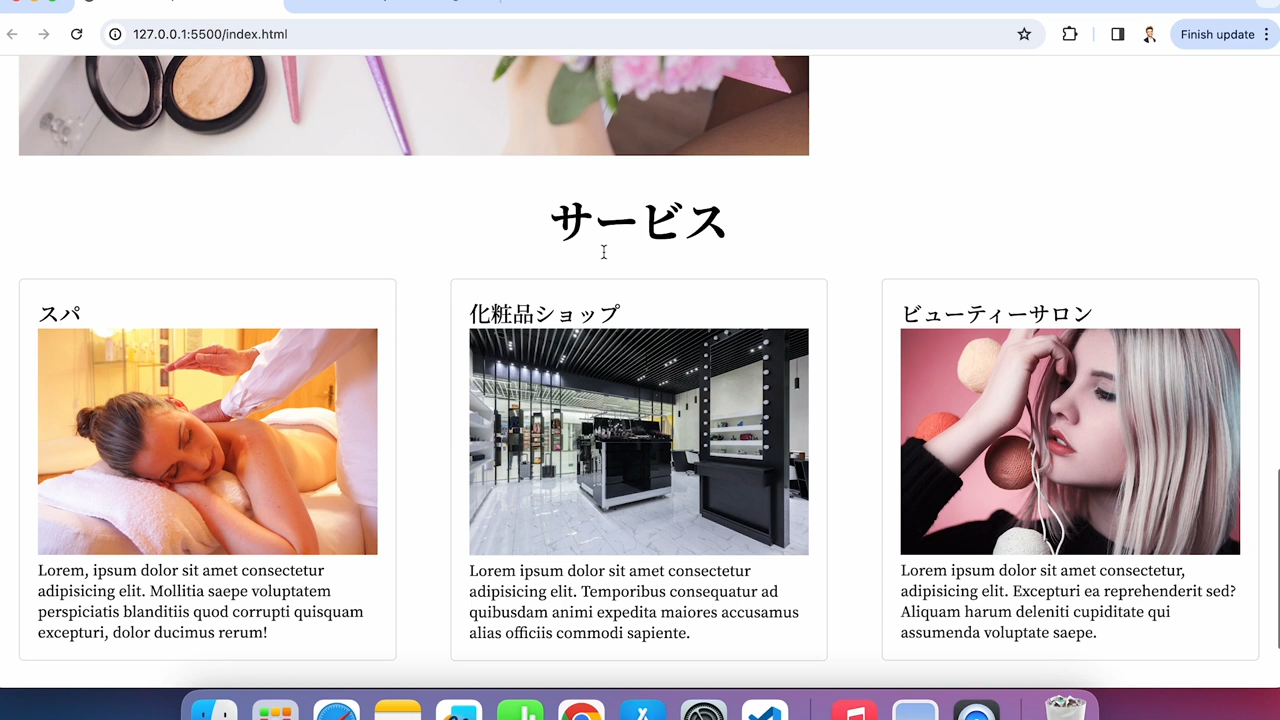 127.0.0.1:5500/index.html
Finish update
サービス
スパ
化粧品ショップ
ビューティーサロン
Lorem, ipsum dolor sit amet consectetur
adipisicing elit. Mollitia saepe voluptatem
perspiciatis blanditiis quod corrupti quisquam
excepturi, dolor ducimus rerum!
Lorem ipsum dolor sit amet consectetur
adipisicing elit. Temporibus consequatur ad
quibusdam animi expedita maiores accusamus
alias officiis commodi sapiente.
Lorem ipsum dolor sit amet consectetur,
adipisicing elit. Excepturi ea reprehenderit sed?
Aliquam harum deleniti cupiditate qui
assumenda voluptate saepe.